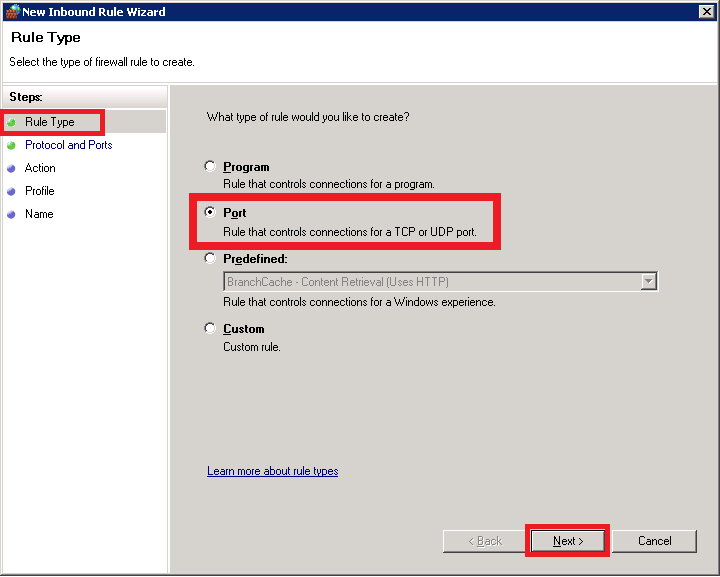 New Inbound Rule Wizard
Rule Type
Select the type of firewall rule to create.
Steps:
Rule Type
Protocol and Ports
Action
Profile
Name
What type of rule would you like to create?
Program
Rule that controls connections for a program.
Port
Rule that controls connections for a TCP or UDP port.
Predefined:
BranchCache - Content Retrieval (Uses HTTP)
Rule that controls connections for a Windows experience.
Custom
Custom rule.
Learn more about rule types
< Back
Next >
Cancel